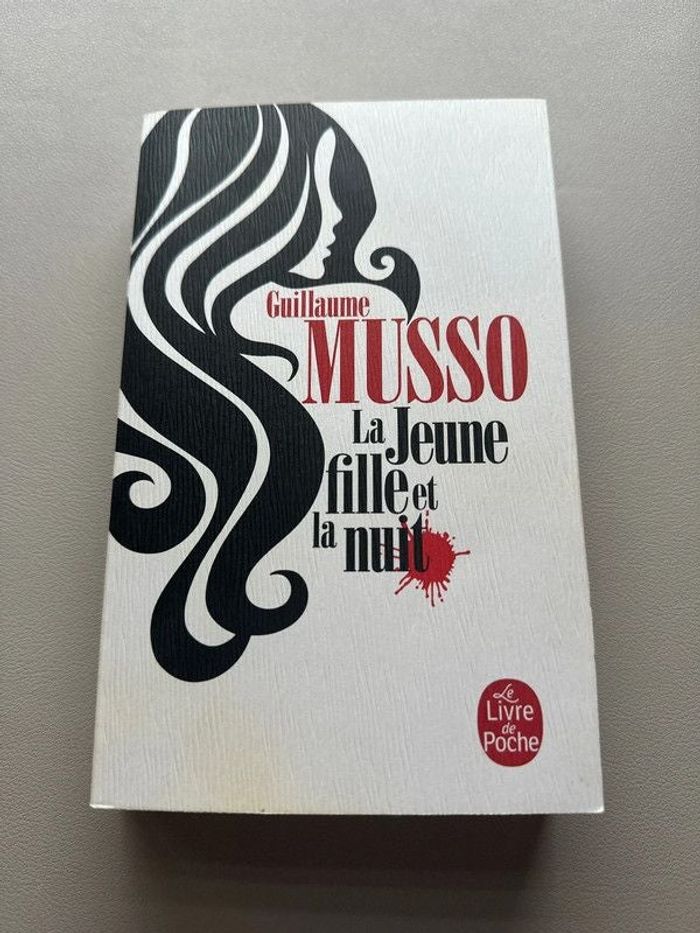 Guillaume
MUSSO
La Jeune
fille et
la nuit
Le
Livre
de
Poche